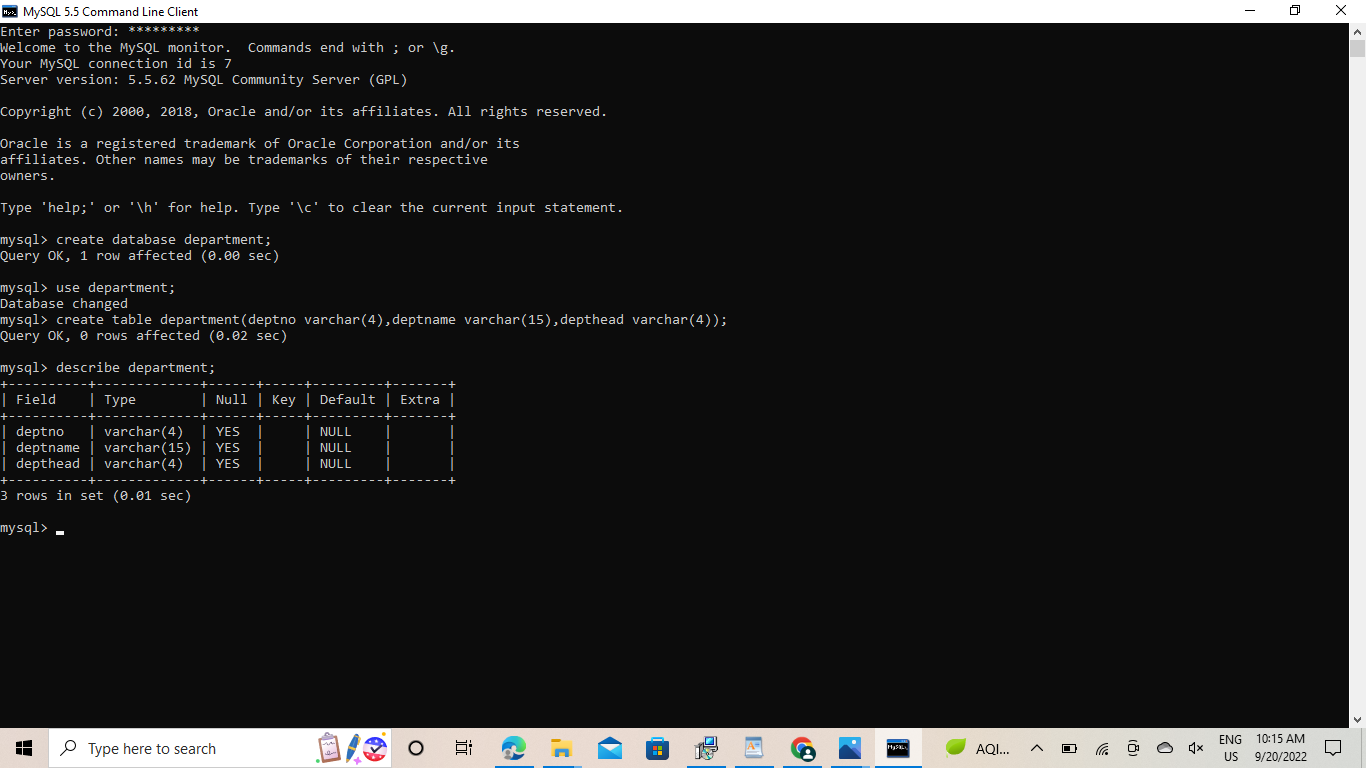 MySQL 5.5 Command Line Client
Enter password: *********
Welcome to the MySQL monitor.  Commands end with ; or \g.
Your MySQL connection id is 7
Server version: 5.5.62 MySQL Community Server (GPL)

Copyright (c) 2000, 2018, Oracle and/or its affiliates. All rights reserved.

Oracle is a registered trademark of Oracle Corporation and/or its
affiliates. Other names may be trademarks of their respective
owners.

Type 'help;' or '\h' for help. Type '\c' to clear the current input statement.

mysql> create database department;
Query OK, 1 row affected (0.00 sec)

mysql> use department;
Database changed
mysql> create table department(deptno varchar(4),deptname varchar(15),depthead varchar(4));
Query OK, 0 rows affected (0.02 sec)

mysql> describe department;
+----------+-------------+------+-----+---------+-------+
| Field    | Type        | Null | Key | Default | Extra |
+----------+-------------+------+-----+---------+-------+
| deptno   | varchar(4)  | YES  |     | NULL    |       |
| deptname | varchar(15) | YES  |     | NULL    |       |
| depthead | varchar(4)  | YES  |     | NULL    |       |
+----------+-------------+------+-----+---------+-------+
3 rows in set (0.01 sec)

mysql> _
Type here to search
AQI...
ENG
US
10:15 AM
9/20/2022